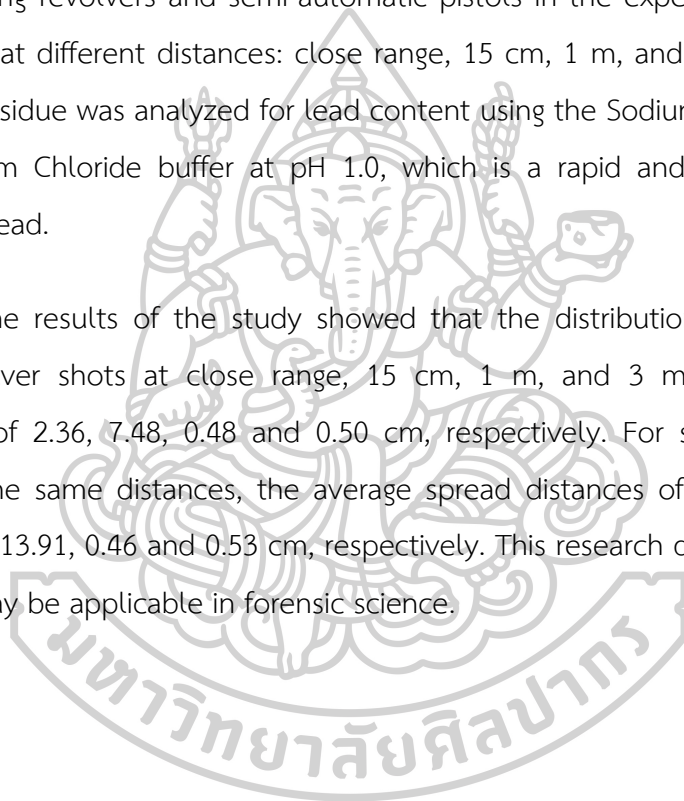 ng revolvers and semi-automatic pistols in the expe
at different distances: close range, 15 cm, 1 m, and
sidue was analyzed for lead content using the Sodiu
m Chloride buffer at pH 1.0, which is a rapid and
ead.
ne results of the study showed that the distributio
ver shots at close range, 15 cm, 1 m, and 3 m
of 2.36, 7.48, 0.48 and 0.50 cm, respectively. For s
ne same distances, the average spread distances of
13.91, 0.46 and 0.53 cm, respectively. This research c
ay be applicable in forensic science.
มหาวิทยาลัยศิลปากร